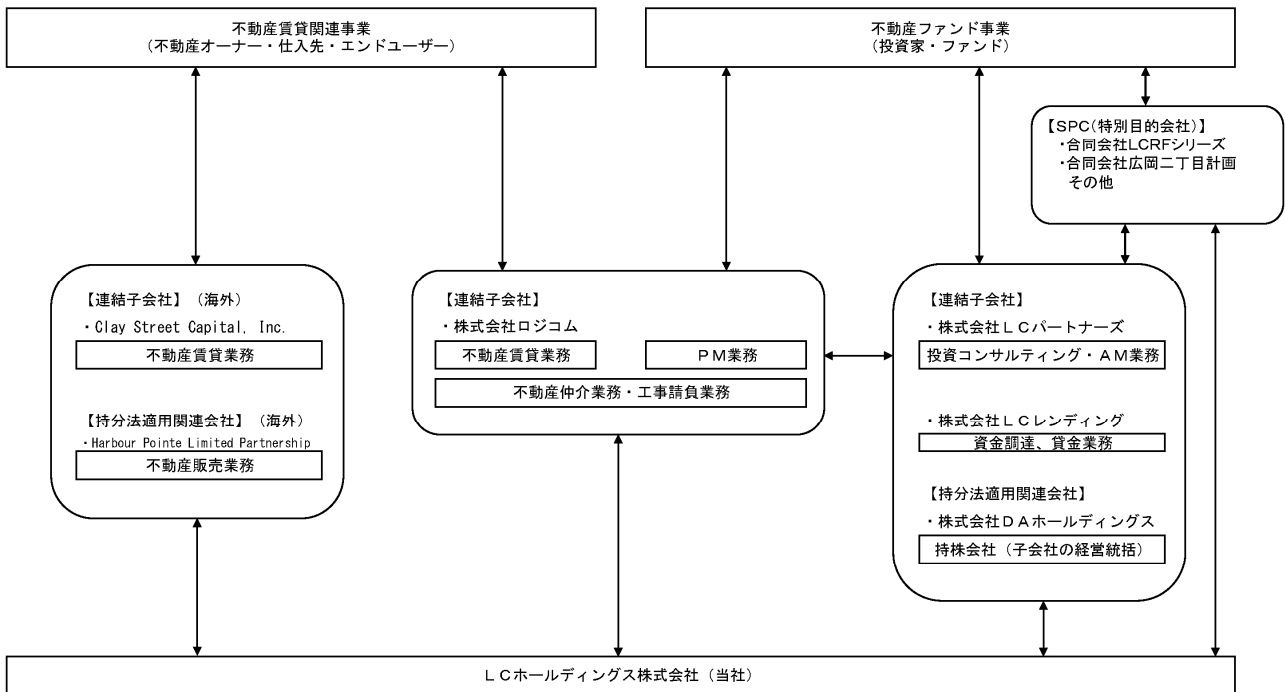 不動産賃貸関連事業
(不動産オーナー・仕入先・エンドユーザー)
不動産ファンド事業
(投資家・ファンド)
【SPC(特別目的会社)】
・合同会社LCRFシリーズ
・合同会社広岡二丁目計画
その他
【連結子会社】(海外)
・Clay Street Capital, Inc.
不動産賃貸業務
【持分法適用関連会社】(海外)
・Harbour Pointe Limited Partnership
不動産販売業務
【連結子会社】
・株式会社ロジコム
不動産賃貸業務
PM業務
不動産仲介業務・工事請負業務
【連結子会社】
・株式会社LCパートナーズ
投資コンサルティング・AM業務
・株式会社LCレンディング
資金調達、貸金業務
【持分法適用関連会社】
・株式会社DAホールディングス
持株会社(子会社の経営統括)
LCホールディングス株式会社(当社)